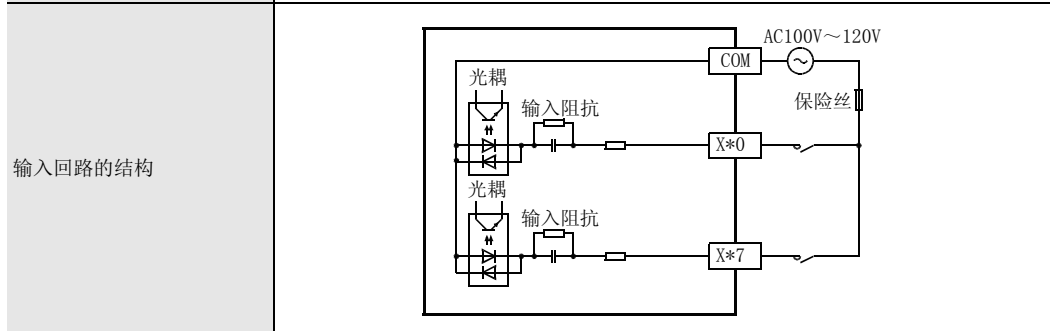 输入回路的结构
AC100V～120V
COM
光耦
保险丝
输入阻抗
X*0
光耦
输入阻抗
X*7